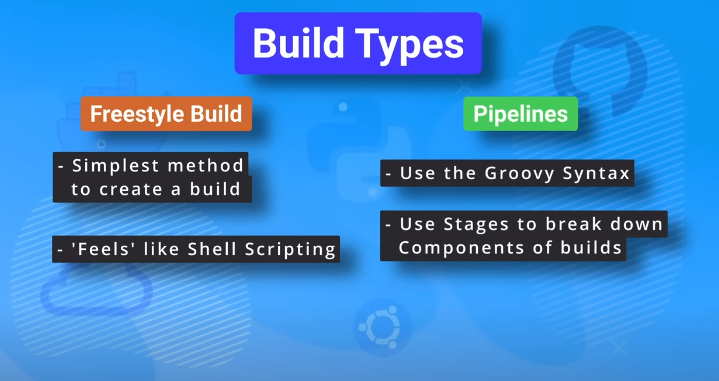 Build Types
Freestyle Build
- Simplest method
to create a build
- 'Feels' like Shell Scripting
Pipelines
- Use the Groovy Syntax
- Use Stages to break down
Components of builds